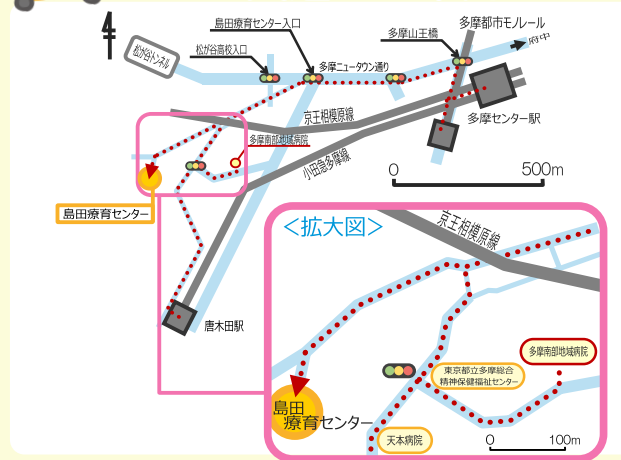 島田療育センター入口
多摩都市モノレール
松が谷トンネル
松が谷高校入口
多摩ニュータウン通り
多摩山王橋
府中
京王相模原線
多摩センター駅
多摩南部地域病院
小田急多摩線
0 500m
島田療育センター
唐木田駅
<拡大図>
京王相模原線
多摩南部地域病院
東京都立多摩総合
精神保健福祉センター
島田
療育センター
天本病院
0 100m